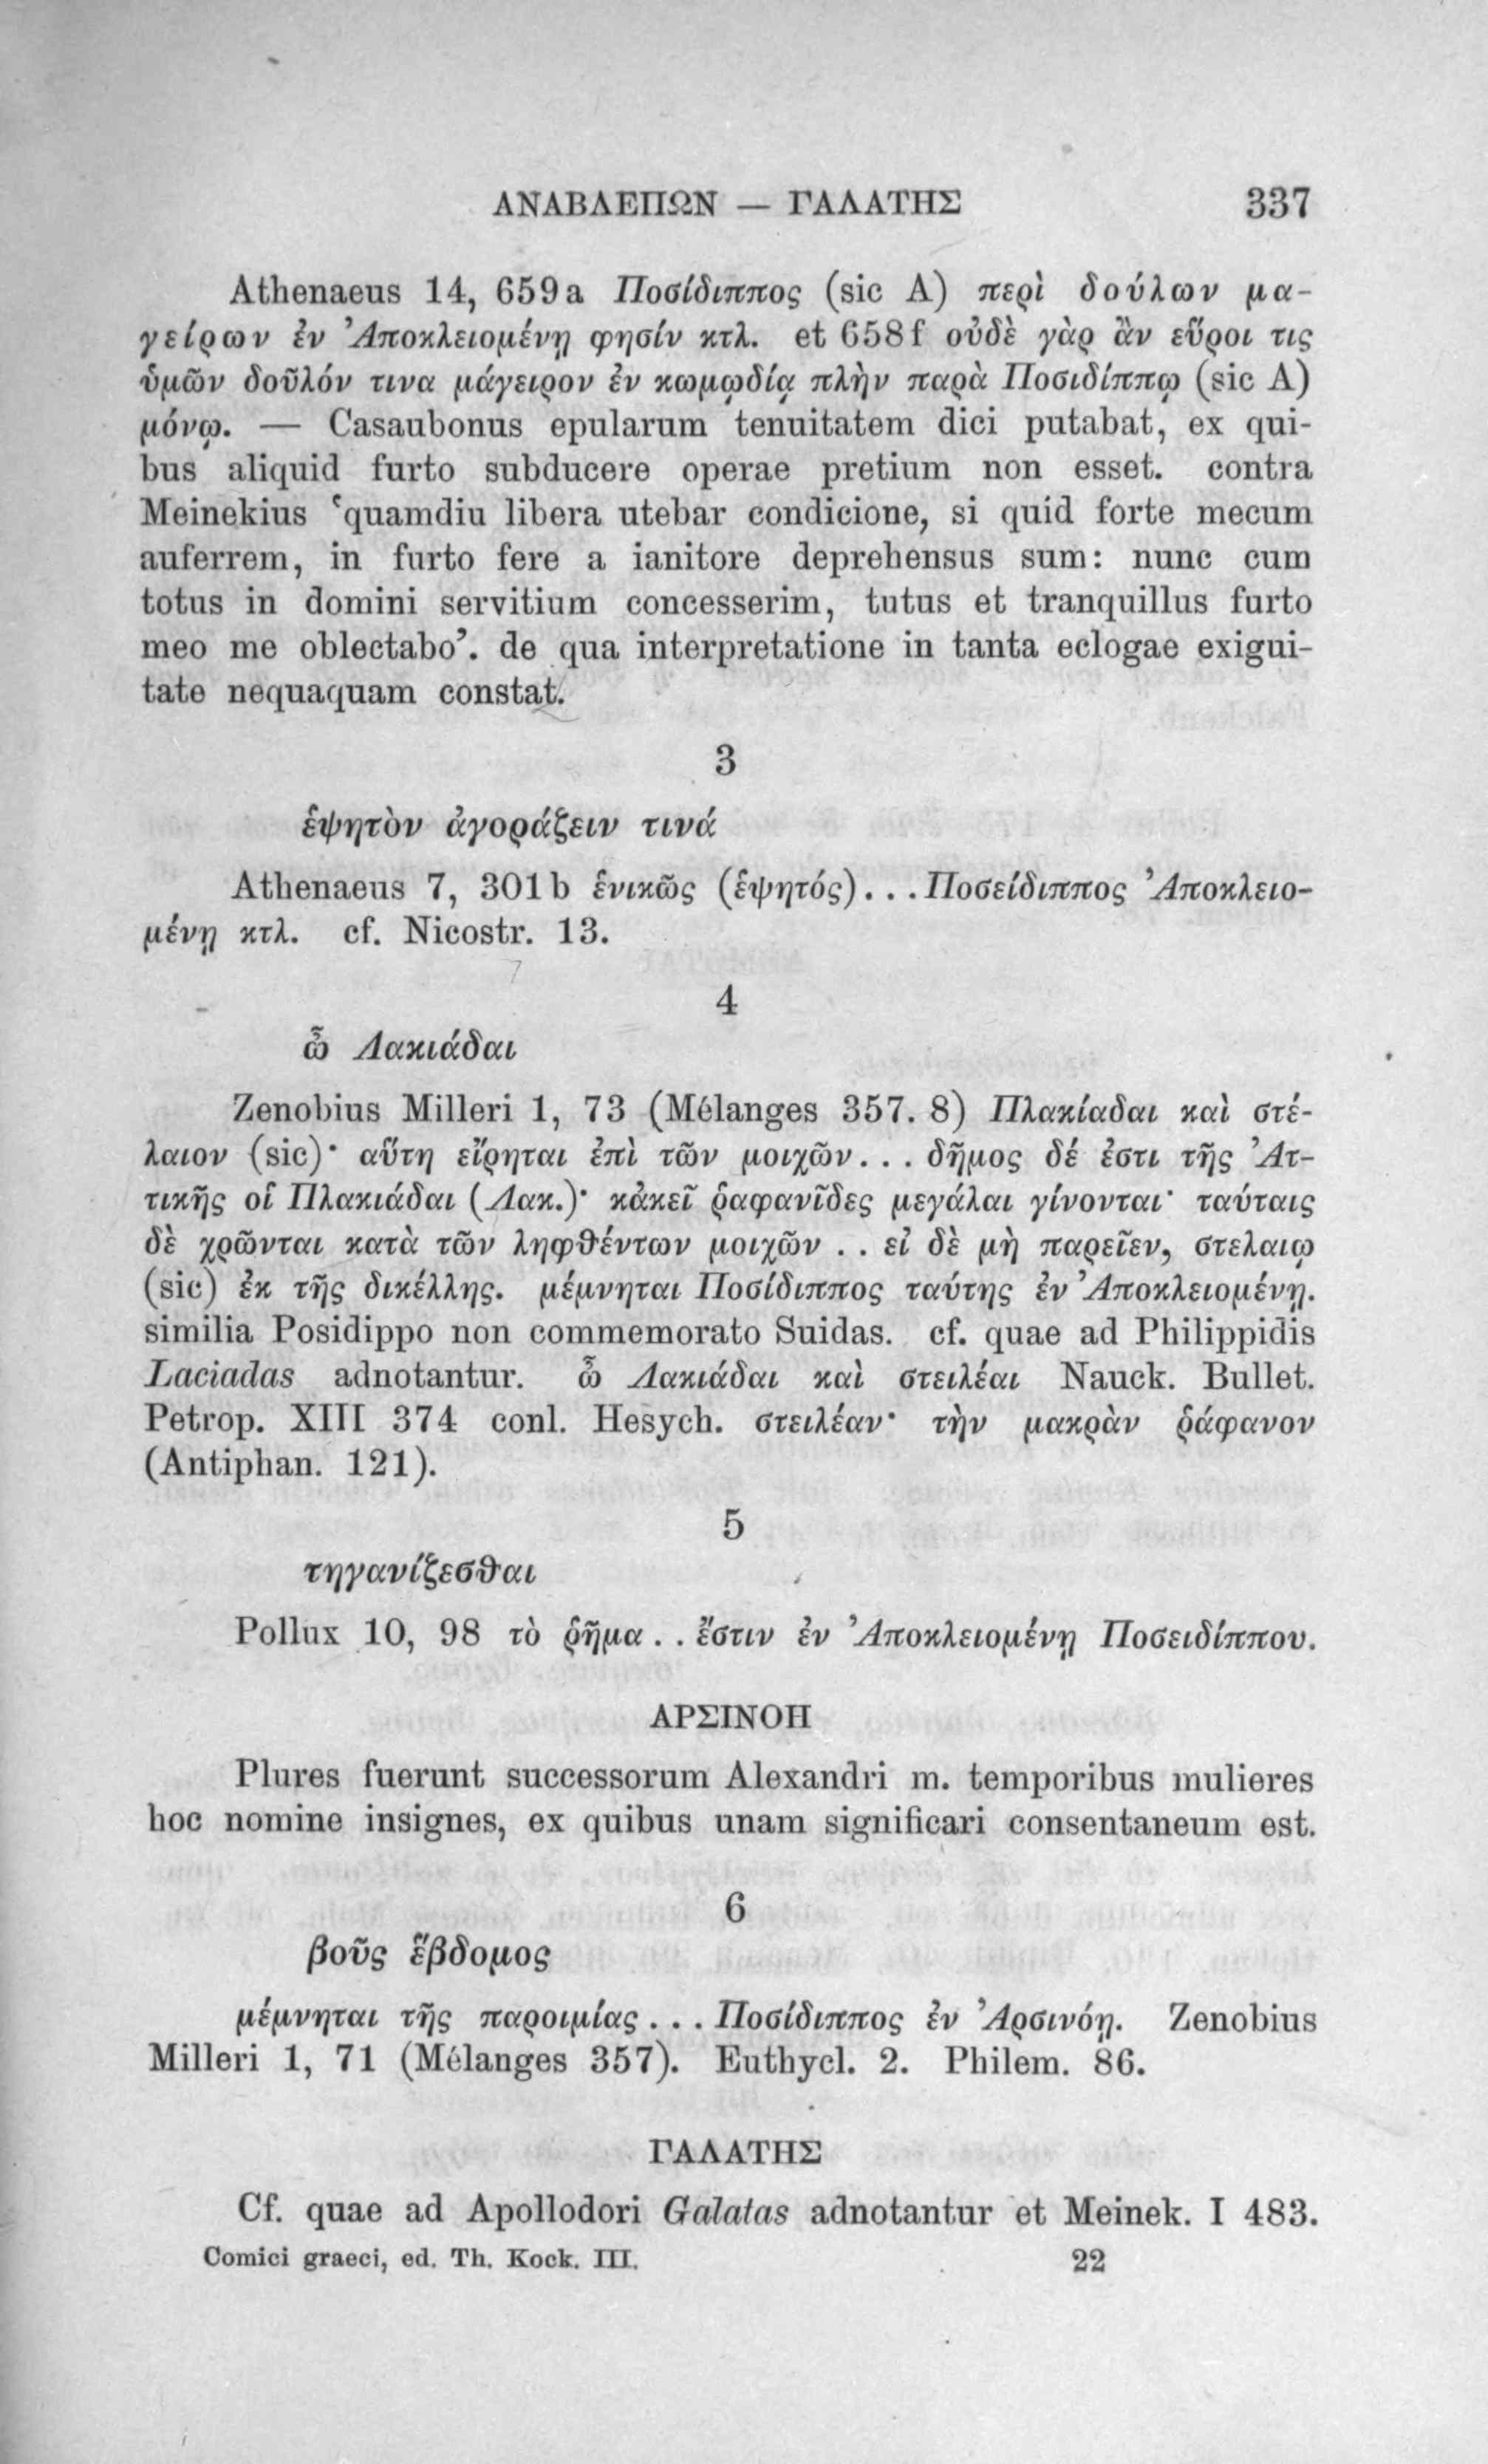 ΑΝΑΒΛΕΠΩΝ — ΓΑΛΑΤΗΣ 337
Athenaeus 14, 659a Ποσίδιππος (sic A) περὶ δούλων μα-
γείρων ἐν Ἀποκλειομένῃ φησίν κτλ. et 658f οὐδὲ γὰρ ἂν εὕροι τις
ὑμῶν δοῦλόν τινα μάγειρον ἐν κωμῳδίᾳ πλὴν παρὰ Ποσιδίππῳ (sic A)
μόνῳ. — Casaubonus epularum tenuitatem dici putabat, ex qui-
bus aliquid furto subducere operae pretium non esset. contra
Meinekius ‘quamdiu libera utebar condicione, si quid forte mecum
auferrem, in furto fere a ianitore deprehensus sum: nunc cum
totus in domini servitium concesserim, tutus et tranquillus furto
meo me oblectabo’. de qua interpretatione in tanta eclogae exigui-
tate nequaquam constat.
3
ἑψητὸν ἀγοράζειν τινά
Athenaeus 7, 301b ἑνικῶς (ἑψητός)... Ποσείδιππος Ἀποκλειο-
μένῃ κτλ. cf. Nicostr. 13.
4
ὦ Λακιάδαι
Zenobius Milleri 1, 73 (Mélanges 357. 8) Πλακίαδαι καὶ στέ-
λαιον (sic)· αὕτη εἴρηται ἐπὶ τῶν μοιχῶν... δῆμος δέ ἐστι τῆς Ἀτ-
τικῆς οἱ Πλακιάδαι (Λακ.)· κἀκεῖ ῥαφανῖδες μεγάλαι γίνονται· ταύταις
δὲ χρῶνται κατὰ τῶν ληφθέντων μοιχῶν .. εἰ δὲ μὴ παρεῖεν, στελαιῳ
(sic) ἐκ τῆς δικέλλης. μέμνηται Ποσίδιππος ταύτης ἐν Ἀποκλειομένῃ.
similia Posidippo non commemorato Suidas. cf. quae ad Philippidis
Laciadas adnotantur. ὦ Λακιάδαι καὶ στειλέαι Nauck. Bullet.
Petrop. XIII 374 conl. Hesych. στειλέαν· τὴν μακρὰν ῥάφανον
(Antiphan. 121).
5
τηγανίζεσθαι
Pollux 10, 98 τὸ ῥῆμα .. ἔστιν ἐν Ἀποκλειομένῃ Ποσειδίππου.
ΑΡΣΙΝΟΗ
Plures fuerunt successorum Alexandri m. temporibus mulieres
hoc nomine insignes, ex quibus unam significari consentaneum est.
6
βοῦς ἕβδομος
μέμνηται τῆς παροιμίας ... Ποσίδιππος ἐν Ἀρσινόῃ. Zenobius
Milleri 1, 71 (Mélanges 357). Euthycl. 2. Philem. 86.
ΓΑΛΑΤΗΣ
Cf. quae ad Apollodori Galatas adnotantur et Meinek. I 483.
Comici graeci, ed. Th. Kock. III. 22